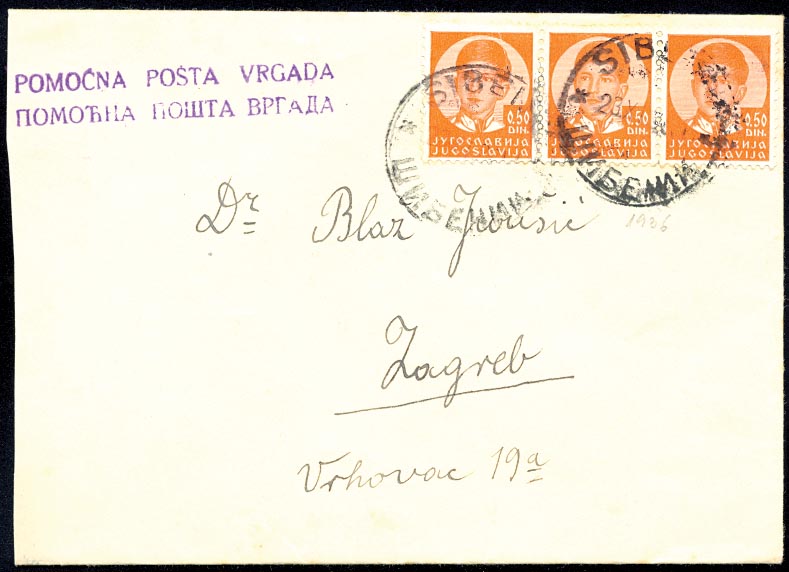 POMOĆNA POŠTA VRGADA
ПОМОЋНА ПОШТА ВРГАДА
0.50 DIN. 0.50 DIN. 0.50 DIN.
ЈУГОСЛАВИЈА ЈУГОСЛАВИЈА ЈУГОСЛАВИЈА
JUGOSLAVIJA JUGOSLAVIJA JUGOSLAVIJA
Dr Blaz
Zagreb
Vrhovac 19a
1936